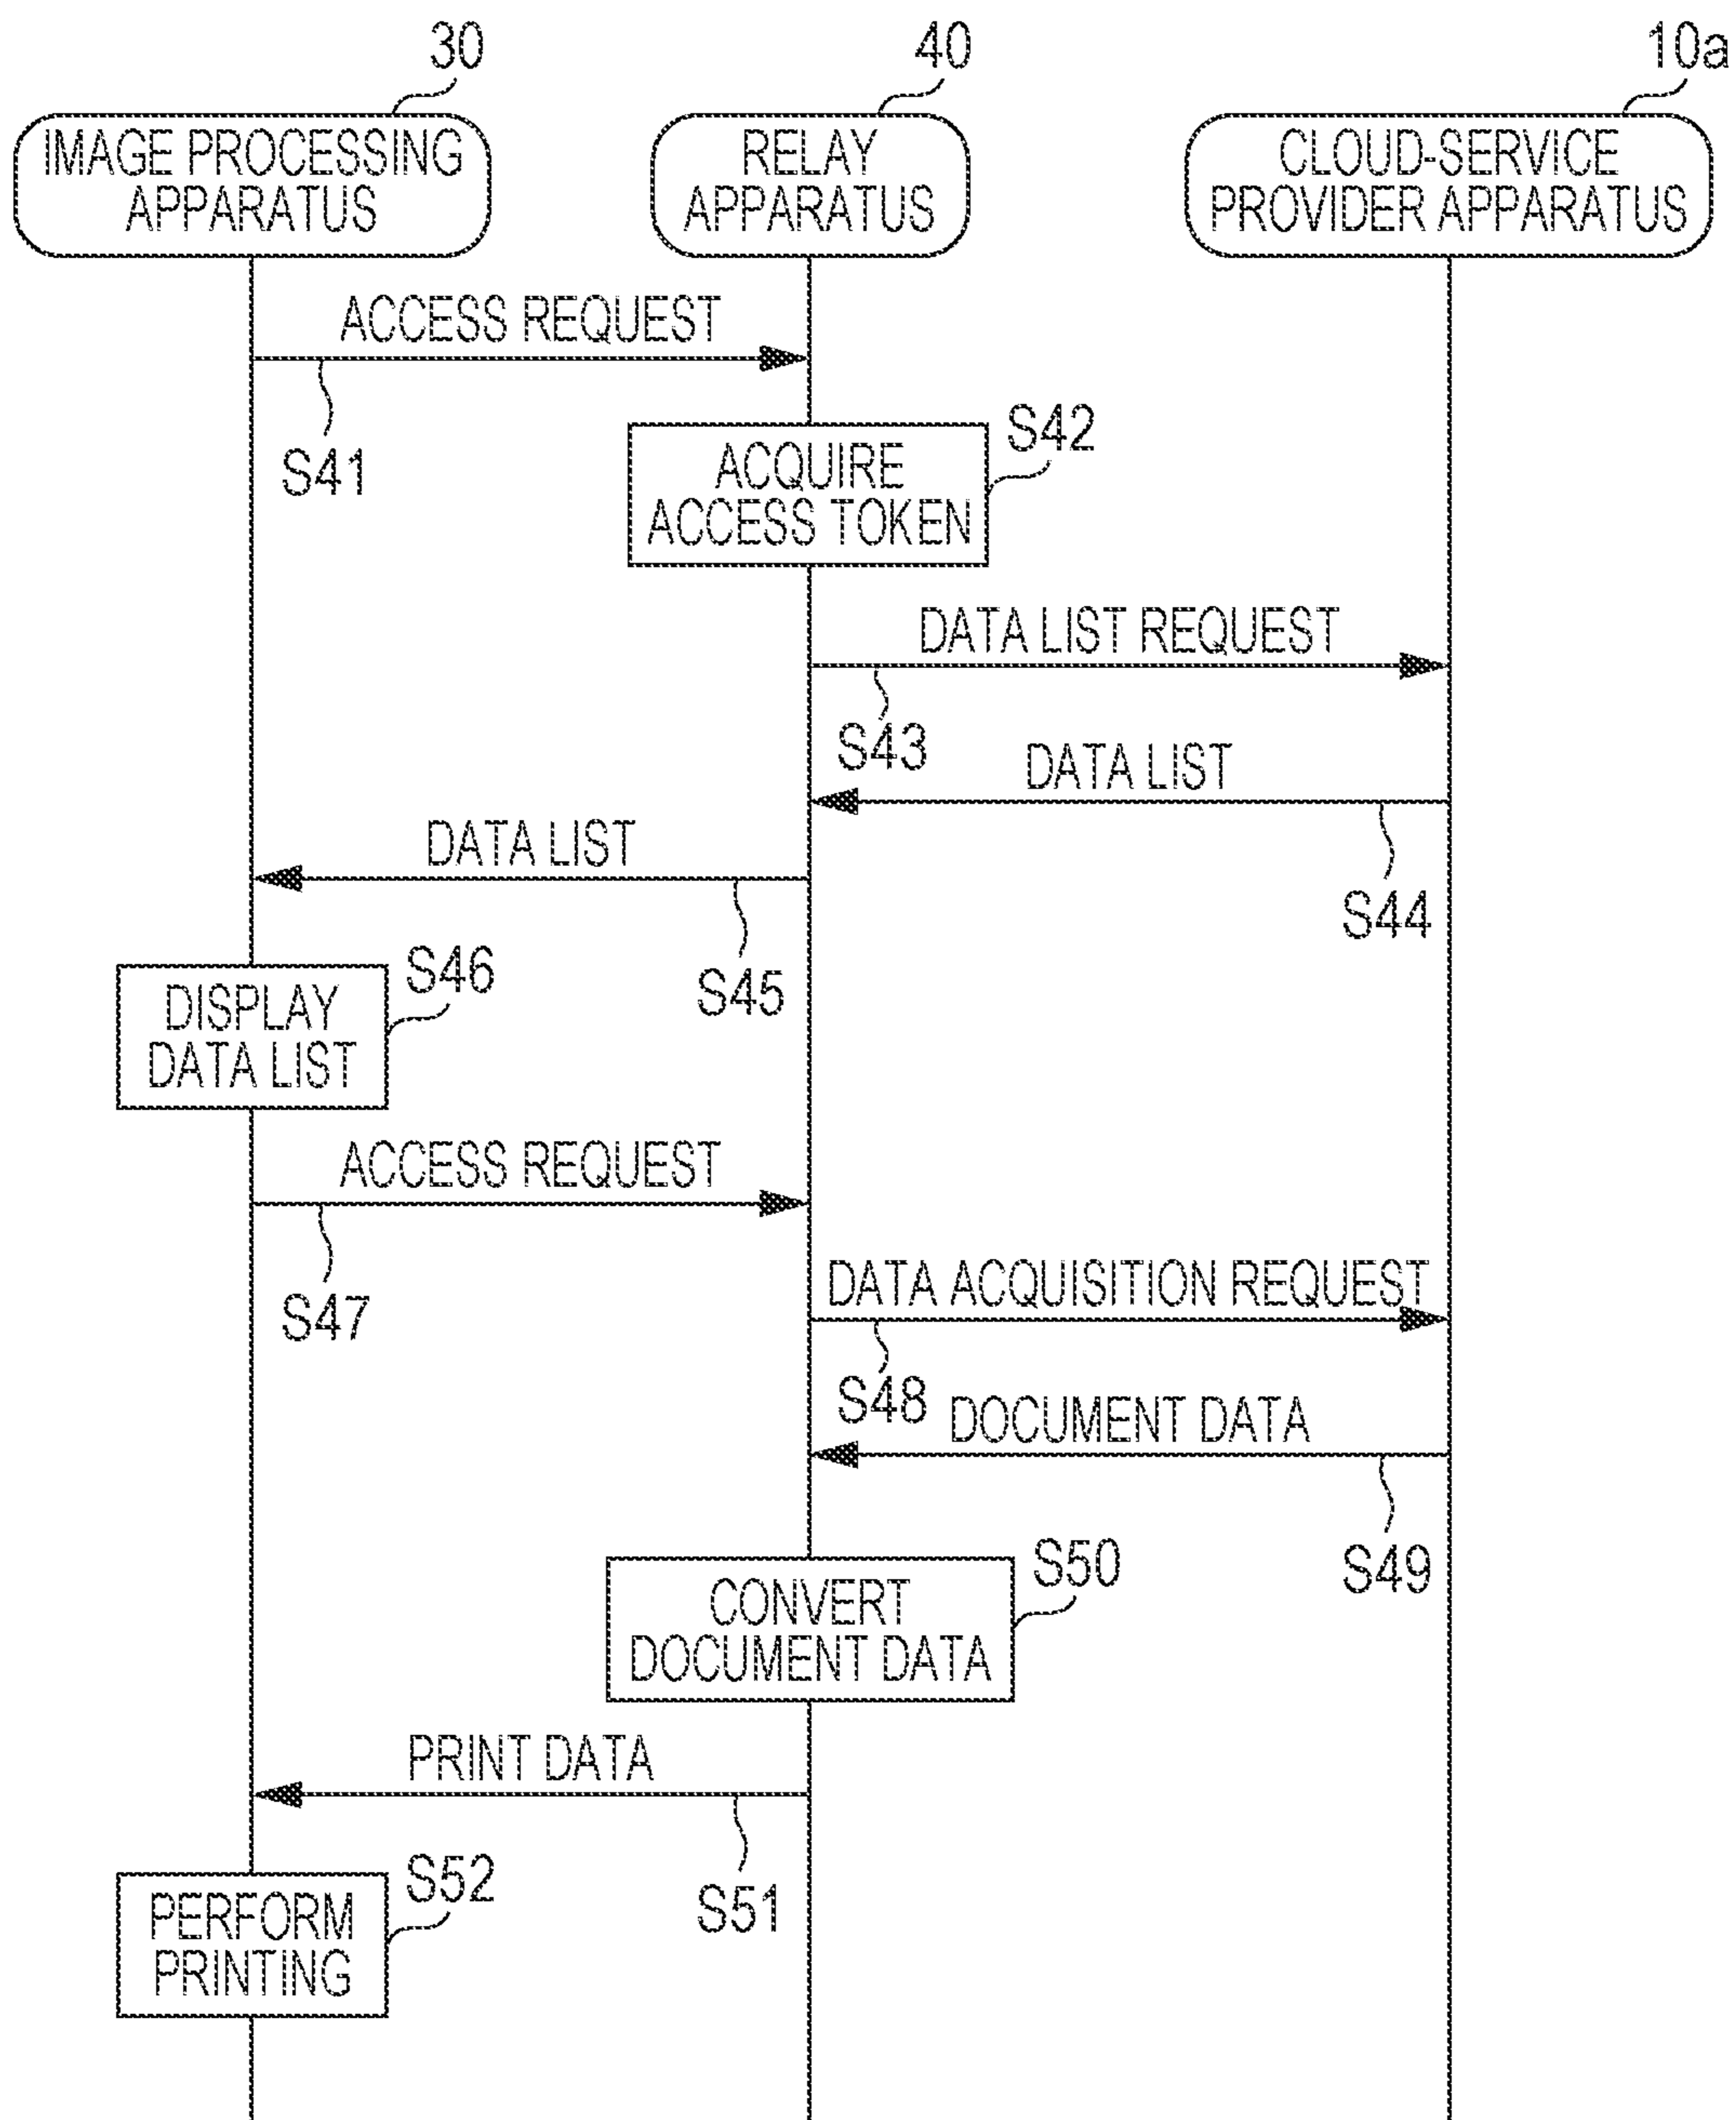 30
40
10a
IMAGE PROCESSING
APPARATUS
RELAY
APPARATUS
CLOUD-SERVICE
PROVIDER APPARATUS
ACCESS REQUEST
S41
S42
ACQUIRE
ACCESS TOKEN
DATA LIST REQUEST
S43
DATA LIST
S44
DATA LIST
S45
S46
DISPLAY
DATA LIST
ACCESS REQUEST
S47
DATA ACQUISITION REQUEST
S48
DOCUMENT DATA
S49
S50
CONVERT
DOCUMENT DATA
PRINT DATA
S51
S52
PERFORM
PRINTING